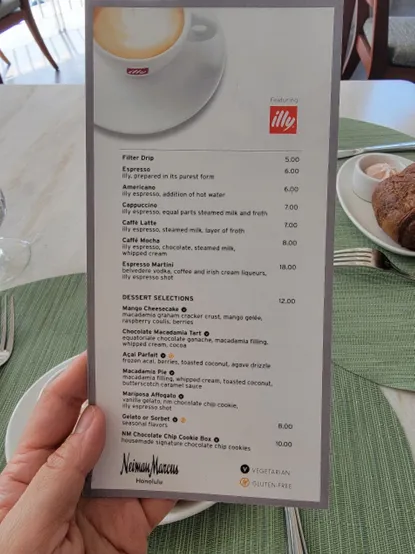 illy
Featuring
illy
Filter Drip 5.00
Espresso 6.00
illy, prepared in its purest form
Americano 6.00
illy espresso, addition of hot water
Cappuccino 7.00
illy espresso, equal parts steamed milk and froth
Caffè Latte 7.00
illy espresso, steamed milk, layer of froth
Caffè Mocha 8.00
illy espresso, chocolate, steamed milk,
whipped cream
Espresso Martini 18.00
belvedere vodka, coffee and irish cream liqueurs,
illy espresso shot
DESSERT SELECTIONS 12.00
Mango Cheesecake V
macadamia graham cracker crust, mango gelée,
raspberry coulis, berries
Chocolate Macadamia Tart V
equatoriale chocolate ganache, macadamia filling,
whipped cream, cocoa
Açai Parfait V
frozen acai, berries, toasted coconut, agave drizzle
Macadamia Pie V
macadamia filling, whipped cream, toasted coconut,
butterscotch caramel sauce
Mariposa Affogato V
vanilla gelato, nm chocolate chip cookie,
illy espresso shot
Gelato or Sorbet V 8.00
seasonal flavors
NM Chocolate Chip Cookie Box V 10.00
housemade signature chocolate chip cookies
Neiman Marcus
Honolulu
V VEGETARIAN
GLUTEN-FREE